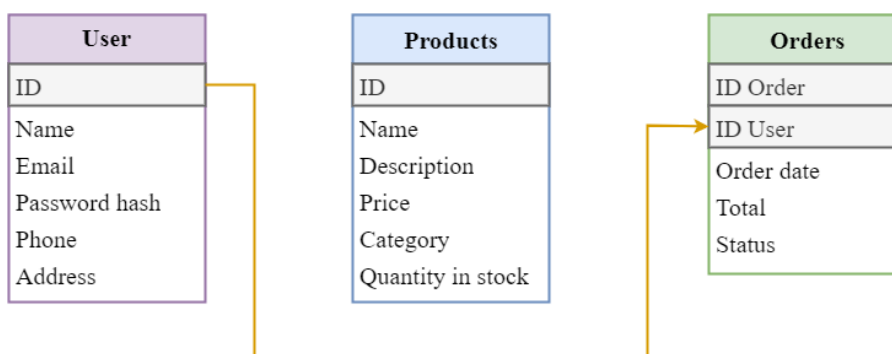 User
ID
Name
Email
Password hash
Phone
Address
Products
ID
Name
Description
Price
Category
Quantity in stock
Orders
ID Order
ID User
Order date
Total
Status